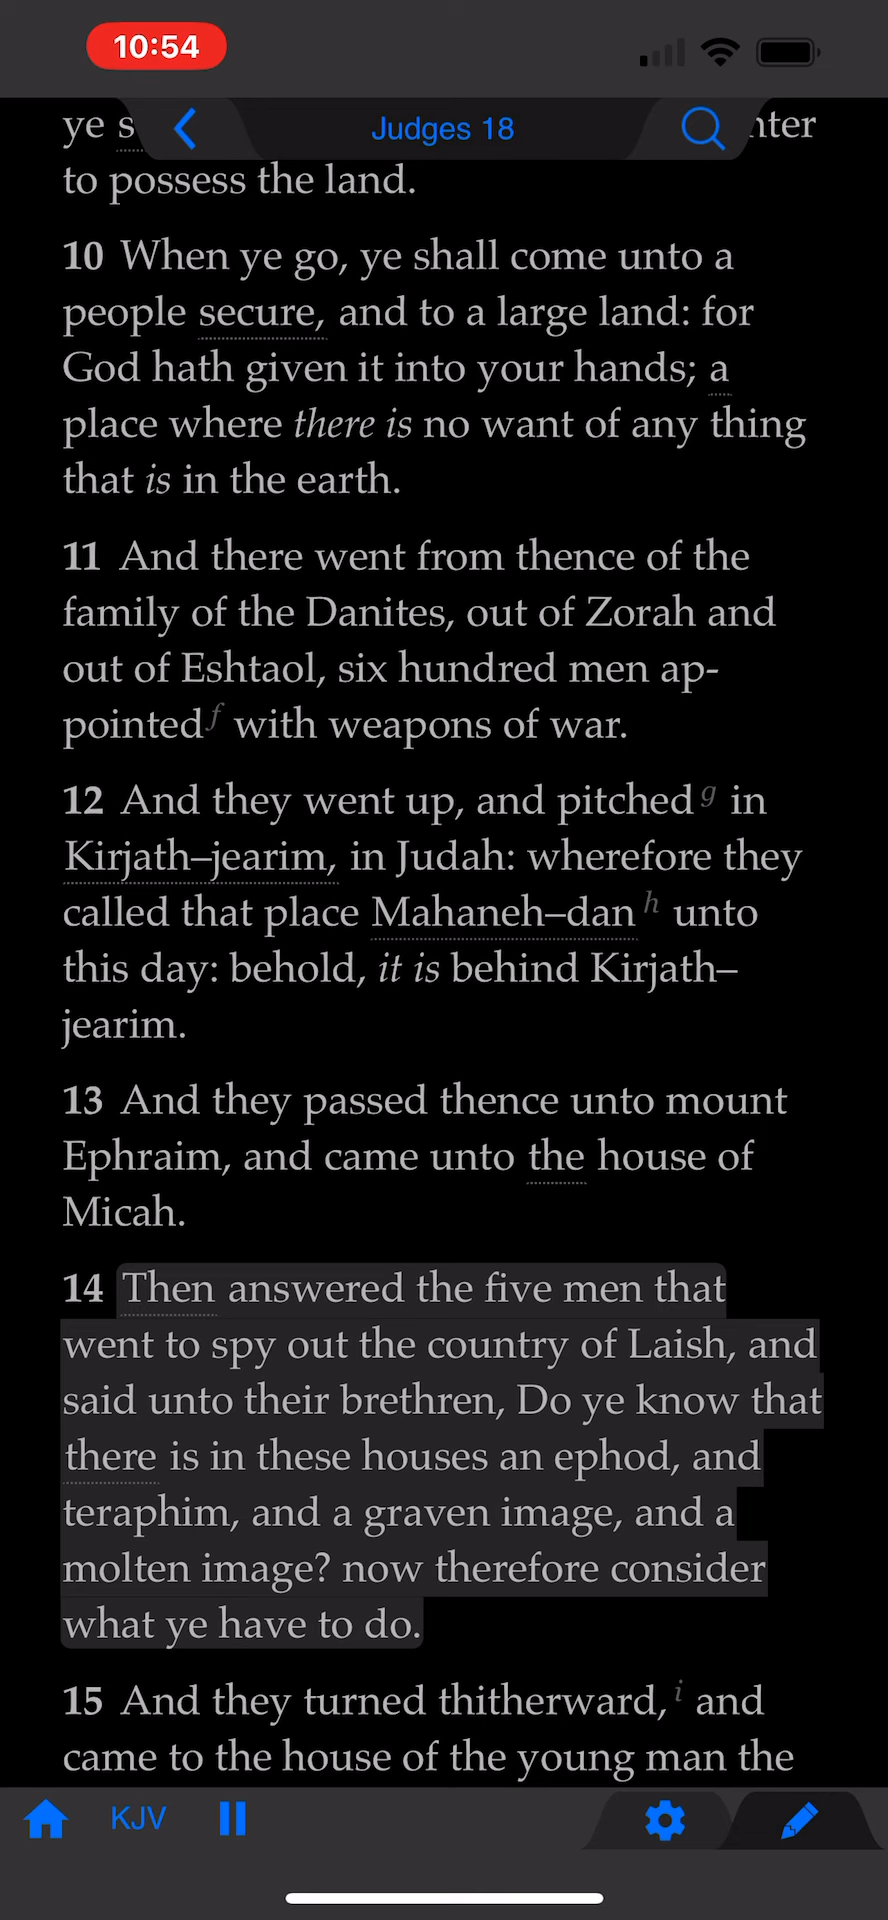 10:54
Judges 18
ye
to possess the land.
10 When ye go, ye shall come unto a
people secure, and to a large land: for
God hath given it into your hands; a
place where there is no want of any thing
that is in the earth.
11 And there went from thence of the
family of the Danites, out of Zorah and
out of Eshtaol, six hundred men ap-
pointed f with weapons of war.
12 And they went up, and pitched g in
Kirjath–jearim, in Judah: wherefore they
called that place Mahaneh–dan h unto
this day: behold, it is behind Kirjath–
jearim.
13 And they passed thence unto mount
Ephraim, and came unto the house of
Micah.
14 Then answered the five men that
went to spy out the country of Laish, and
said unto their brethren, Do ye know that
there is in these houses an ephod, and
teraphim, and a graven image, and a
molten image? now therefore consider
what ye have to do.
15 And they turned thitherward, i and
came to the house of the young man the
KJV